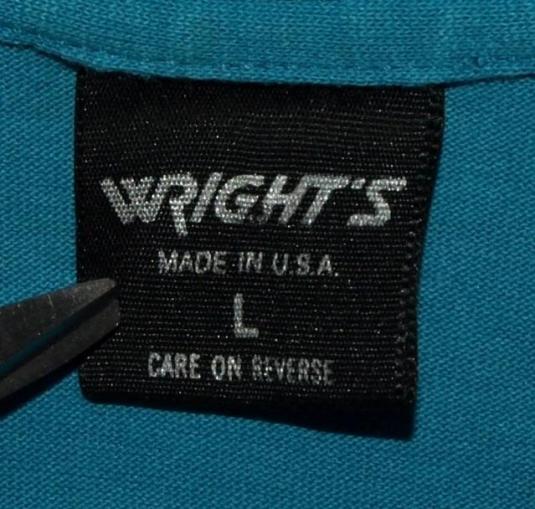 WRIGHT'S
MADE IN U.S.A.
L
CARE ON REVERSE